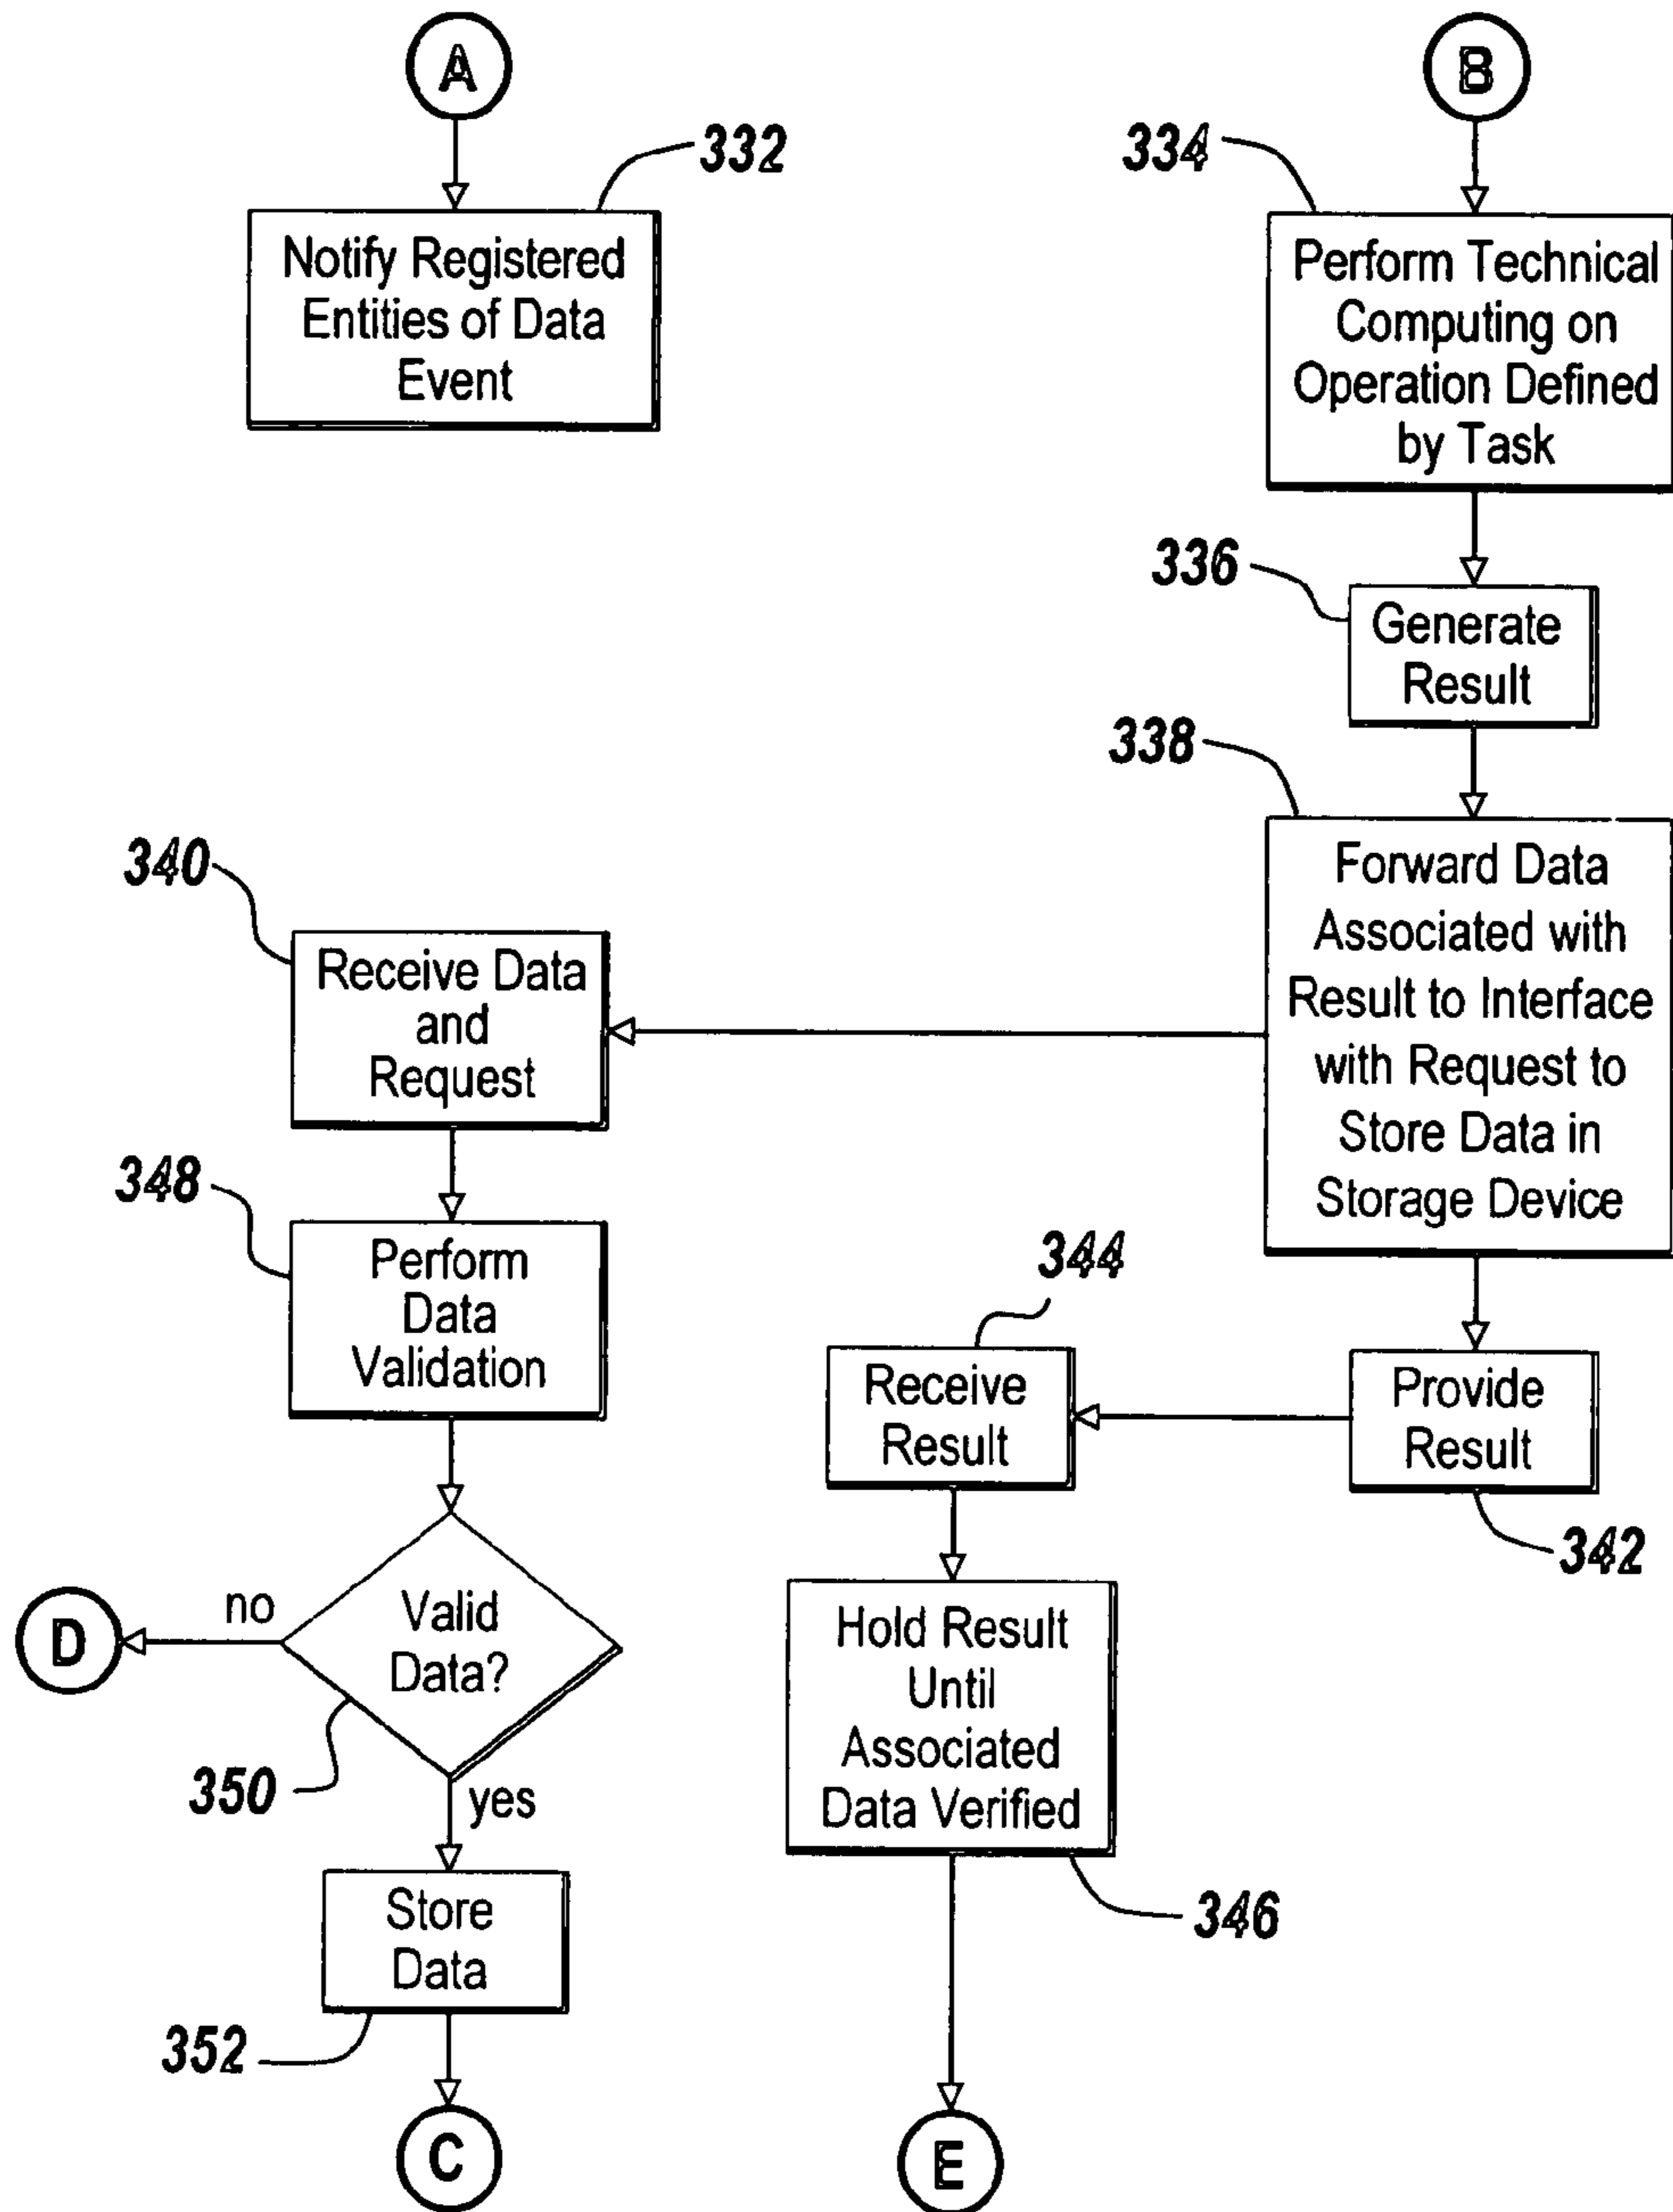 A
B
332
334
Notify Registered
Entities of Data
Event
Perform Technical
Computing on
Operation Defined
by Task
336
Generate
Result
338
Forward Data
Associated with
Result to Interface
with Request to
Store Data in
Storage Device
340
Receive Data
and
Request
348
Perform
Data
Validation
344
Receive
Result
Provide
Result
342
Valid
Data?
no
D
350
yes
Hold Result
Until
Associated
Data Verified
346
Store
Data
352
C
E